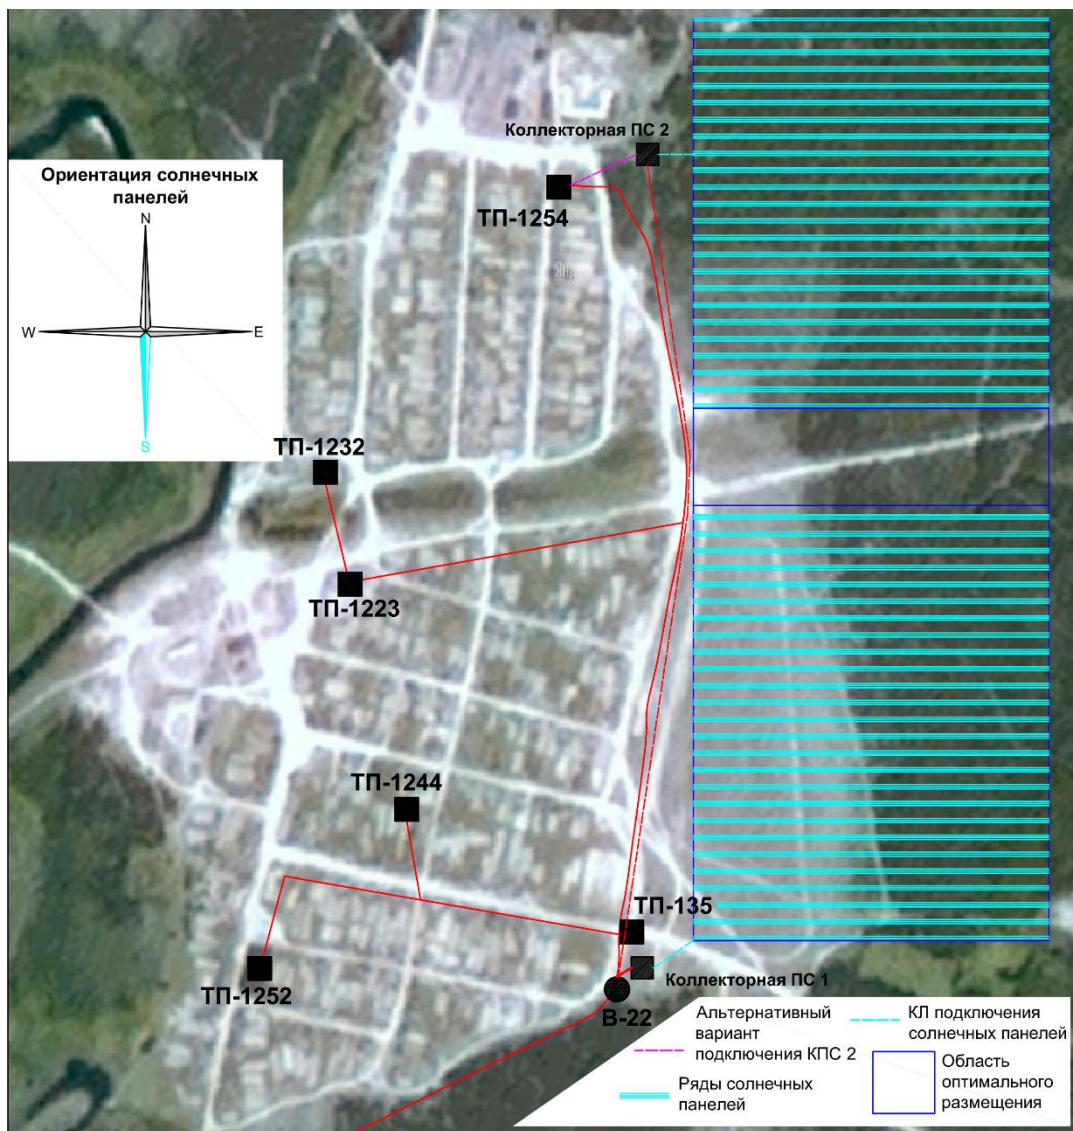 Коллекторная ПС 2
Ориентация солнечных
панелей
N
W
E
S
ТП-1254
ТП-1232
ТП-1223
ТП-1244
ТП-135
ТП-1252
Коллекторная ПС 1
В-22
Альтернативный
вариант
подключения КПС 2
КЛ подключения
солнечных панелей
Ряды солнечных
панелей
Область
оптимального
размещения